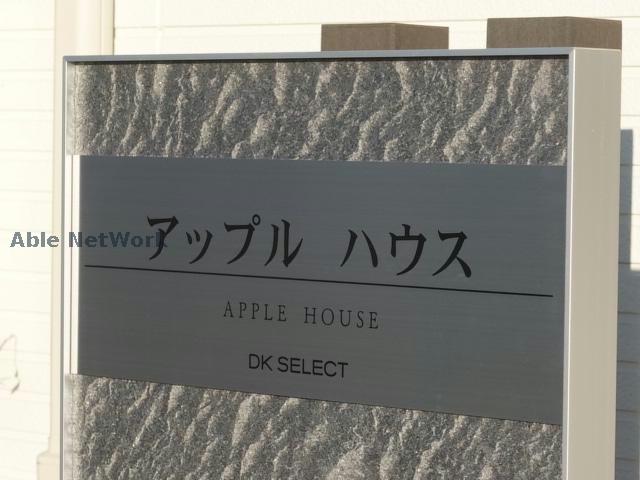 アップル ハウス
Able NetWork
APPLE HOUSE
DK SELECT